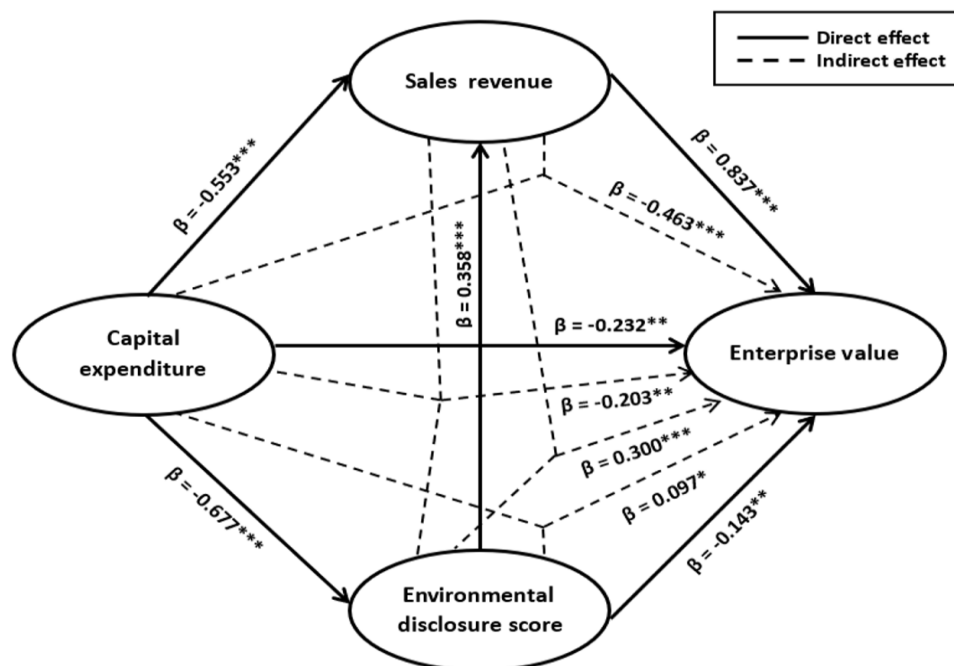 Direct effect
Indirect effect
Sales revenue
β = -0.553***
β = 0.837***
β = -0.463***
β = 0.358***
Capital
expenditure
β = -0.232**
Enterprise value
β = -0.203**
β = 0.300***
β = 0.097*
β = -0.677***
β = -0.143**
Environmental
disclosure score